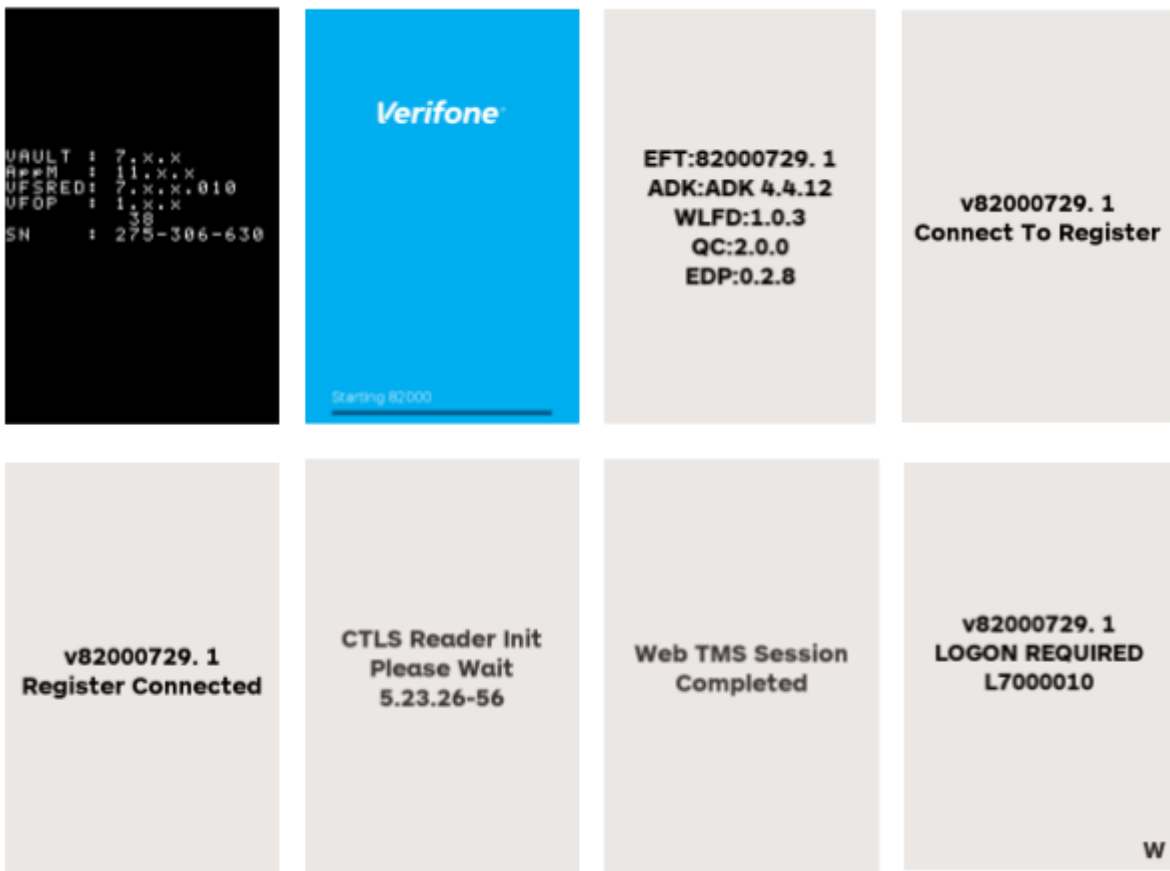 VAULT : 7.x.x
AppM : 11.x.x
VFSRED: 7.x.x.010
VFOP : 1.x.x
38
SN : 275-306-630
Verifone
Starting 82000
EFT:82000729. 1
ADK:ADK 4.4.12
WLFD:1.0.3
QC:2.0.0
EDP:0.2.8
v82000729. 1
Connect To Register
v82000729. 1
Register Connected
CTLS Reader Init
Please Wait
5.23.26-56
Web TMS Session
Completed
v82000729. 1
LOGON REQUIRED
L7000010
W